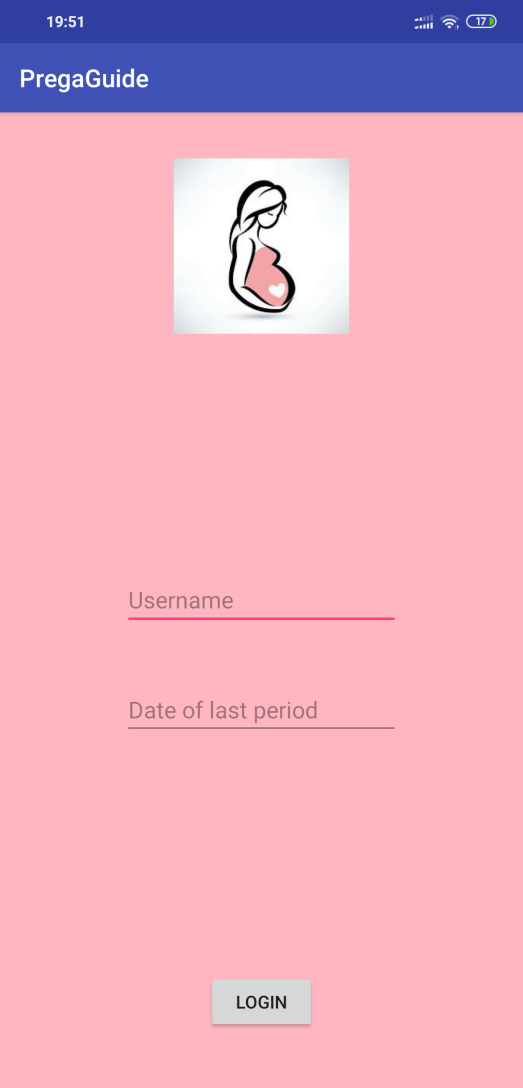 19:51
17
PregaGuide
Username
Date of last period
LOGIN